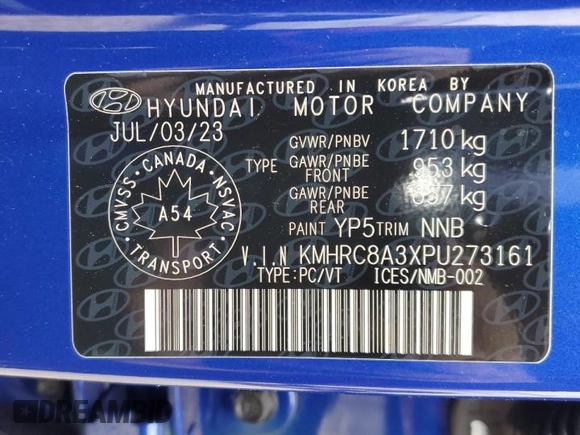 MANUFACTURED IN KOREA BY
HYUNDAI MOTOR COMPANY
JUL/03/23
GVWR/PNBV 1710 kg
TYPE GAWR/PNBE FRONT 953 kg
GAWR/PNBE REAR kg
PAINT YP5 TRIM NNB
CMVSS · CANADA · NSVAC
A54
TRANSPORT
V.I.N KMHRC8A3XPU273161
TYPE:PC/VT ICES/NMB-002
DREAMBID